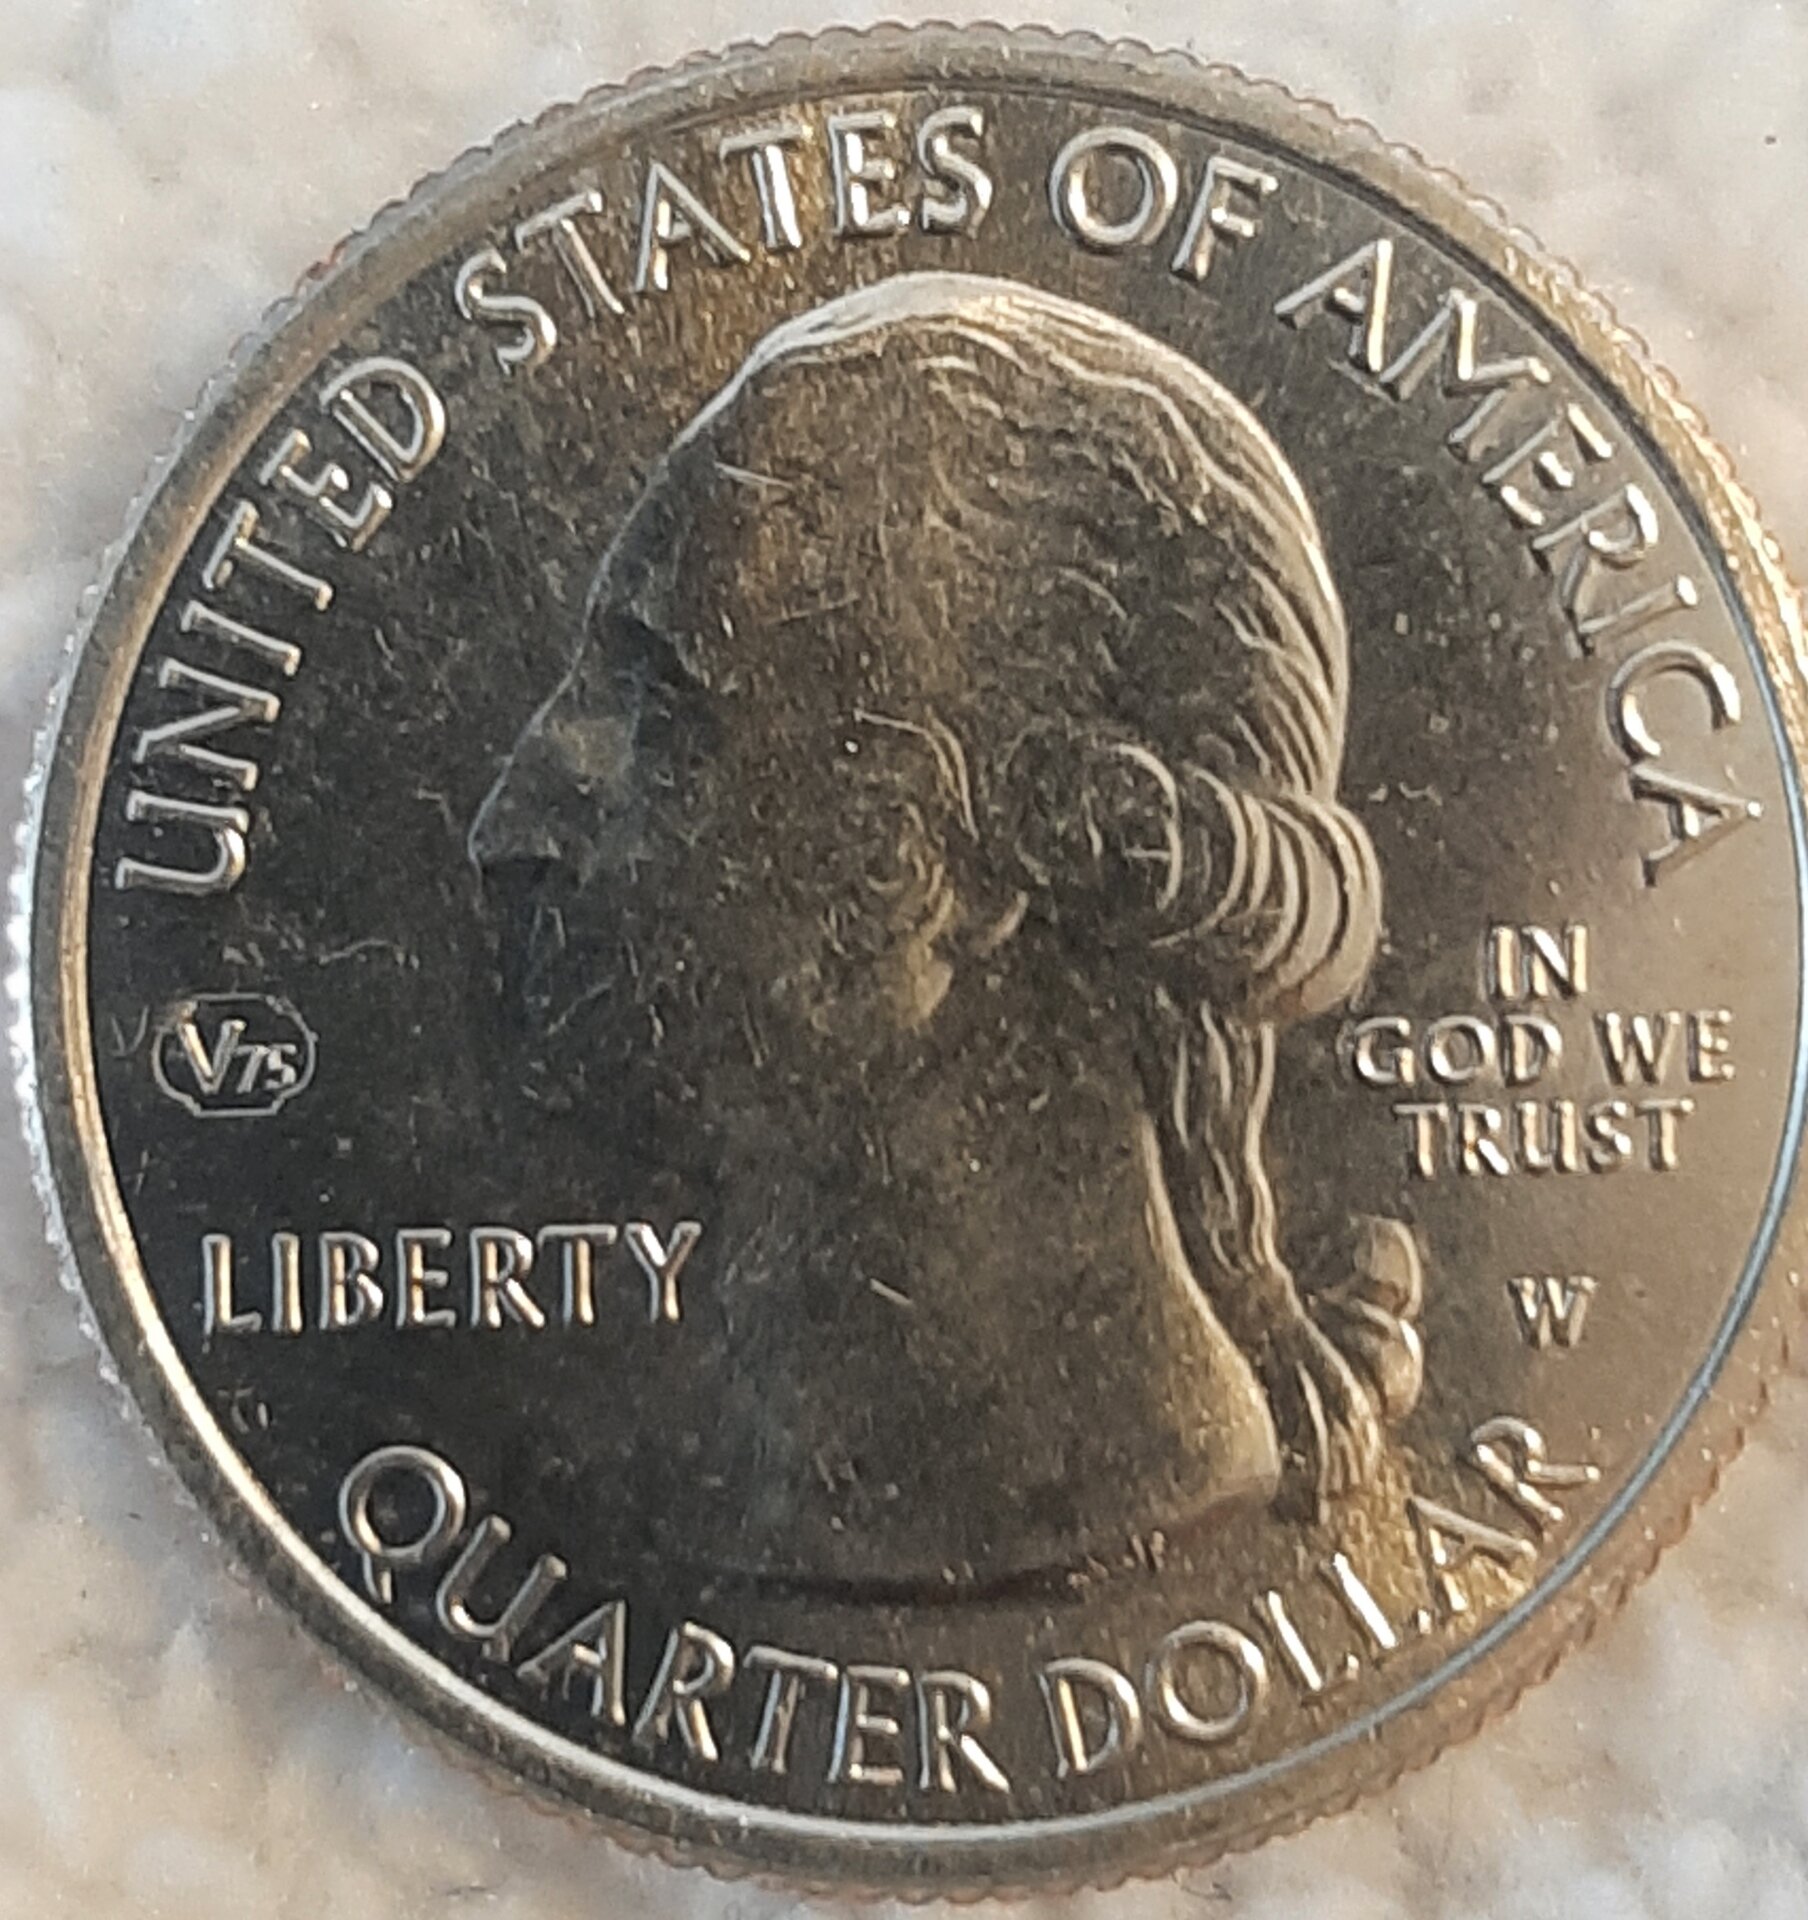 UNITED STATES OF AMERICA
IN
GOD WE
TRUST
V75
LIBERTY
W
QUARTER DOLLAR